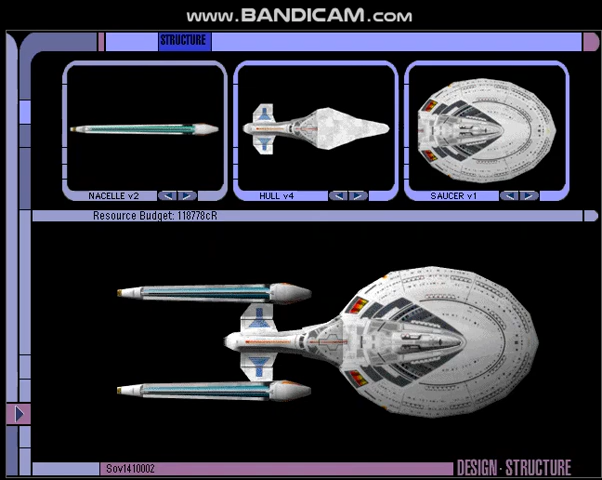 www.BANDICAM.com
STRUCTURE
NACELLE v2
HULL v4
SAUCER v1
Resource Budget: 118778cR
Sov1410002
DESIGN · STRUCTURE